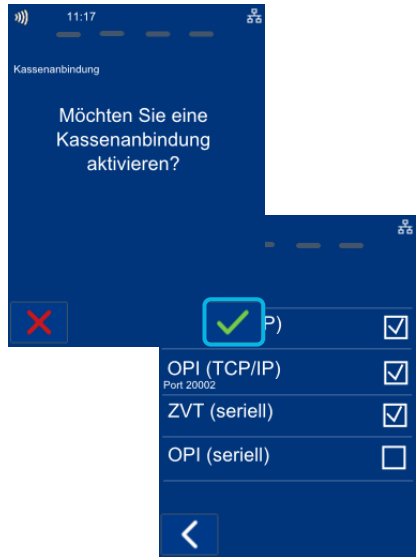 11:17
Kassenanbindung
Möchten Sie eine
Kassenanbindung
aktivieren?
P)
OPI (TCP/IP)
Port 20002
ZVT (seriell)
OPI (seriell)